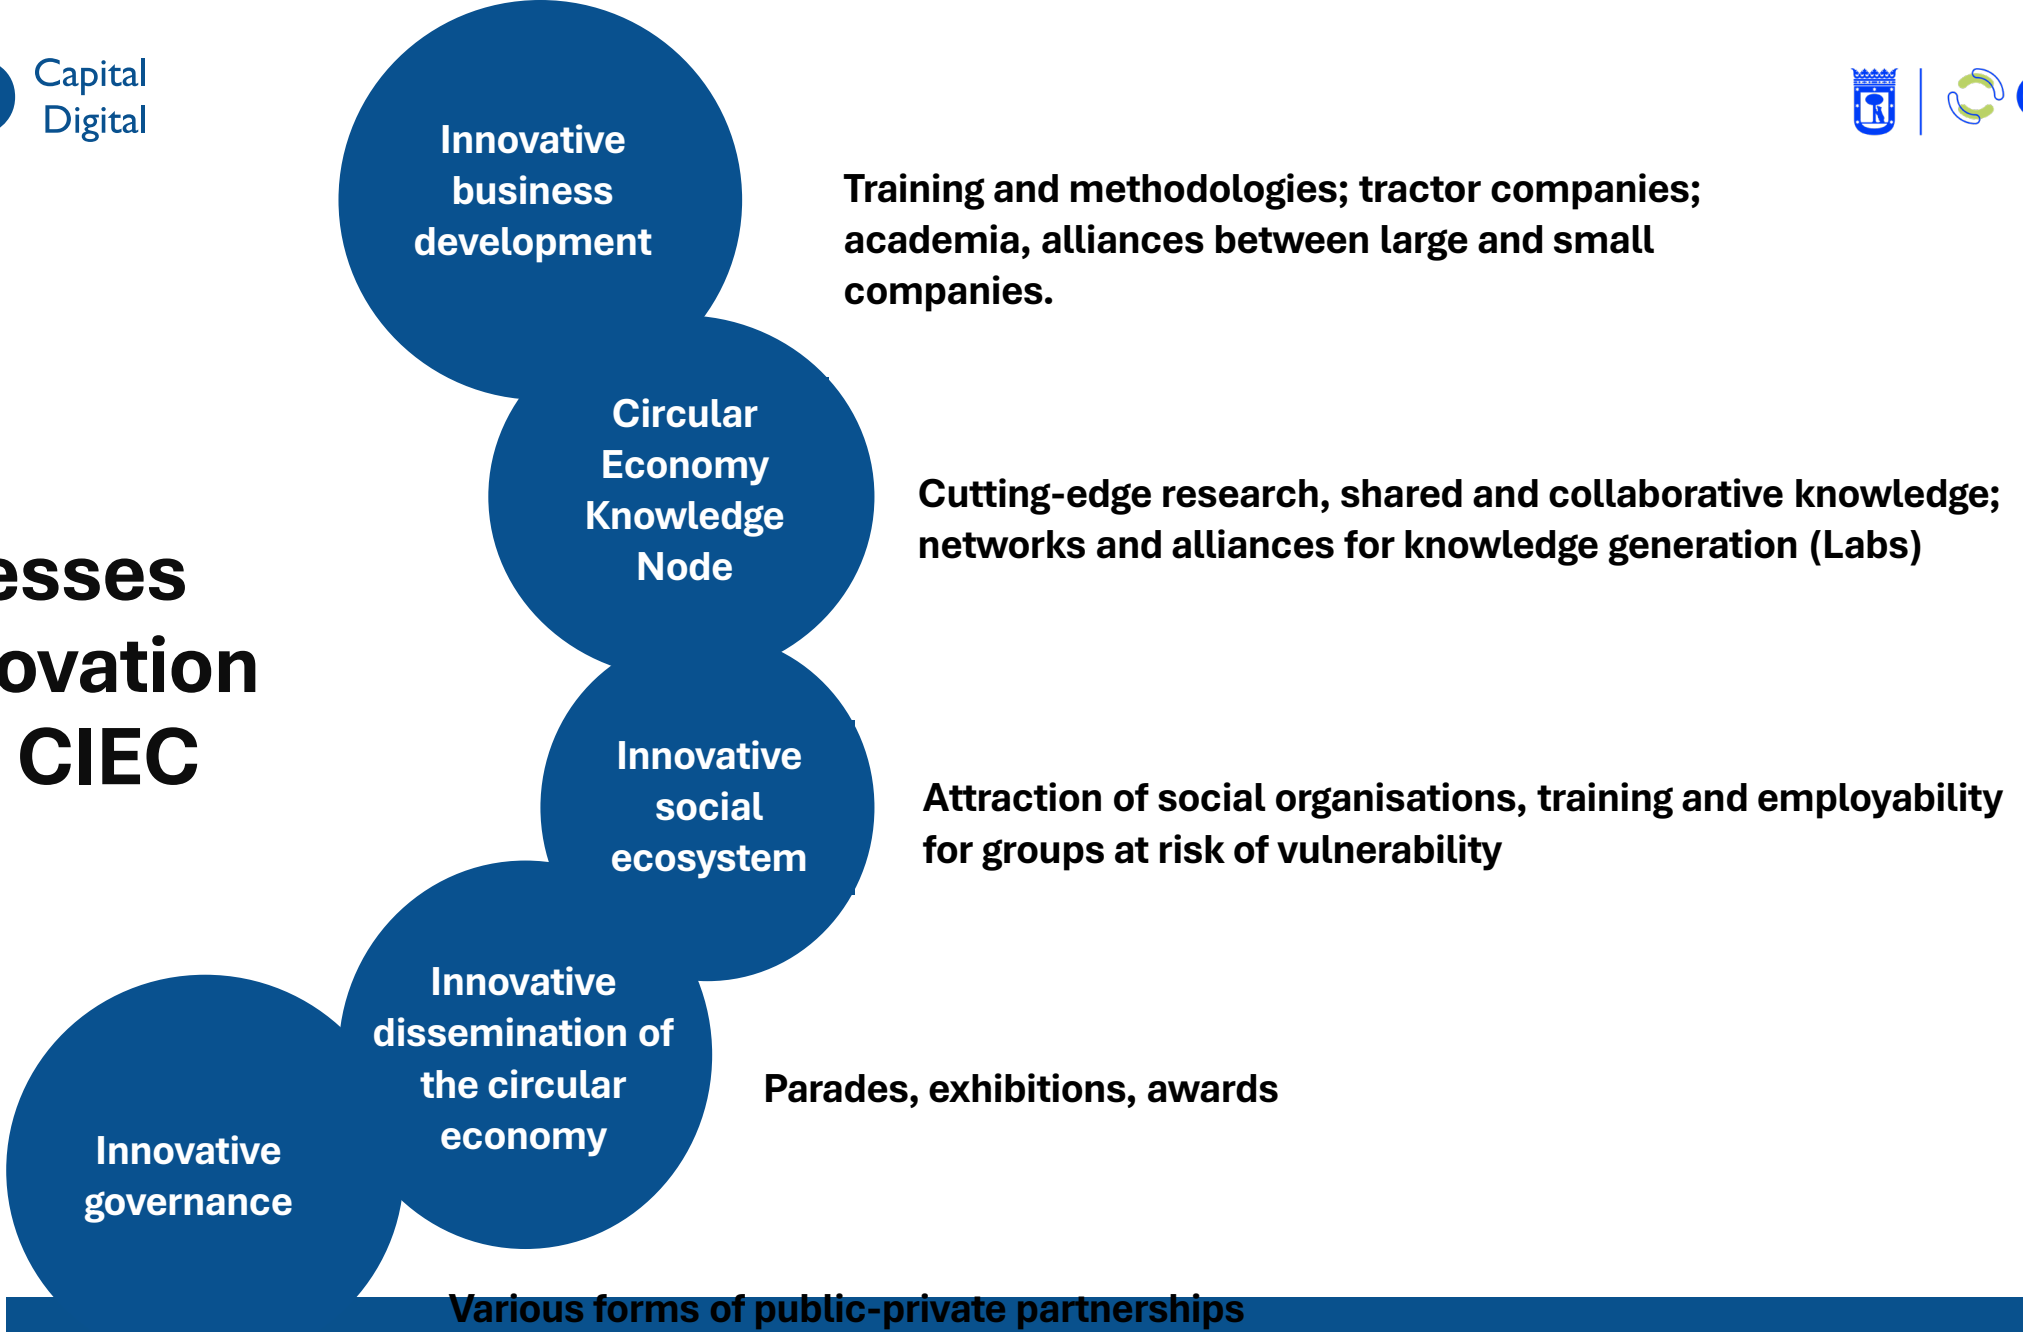 Capital
Digital
esses
ovation
CIEC
Innovative
business
development
Training and methodologies; tractor companies;
academia, alliances between large and small
companies.
Circular
Economy
Knowledge
Node
Cutting-edge research, shared and collaborative knowledge;
networks and alliances for knowledge generation (Labs)
Innovative
social
ecosystem
Attraction of social organisations, training and employability
for groups at risk of vulnerability
Innovative
dissemination of
the circular
economy
Parades, exhibitions, awards
Innovative
governance
Various forms of public-private partnerships